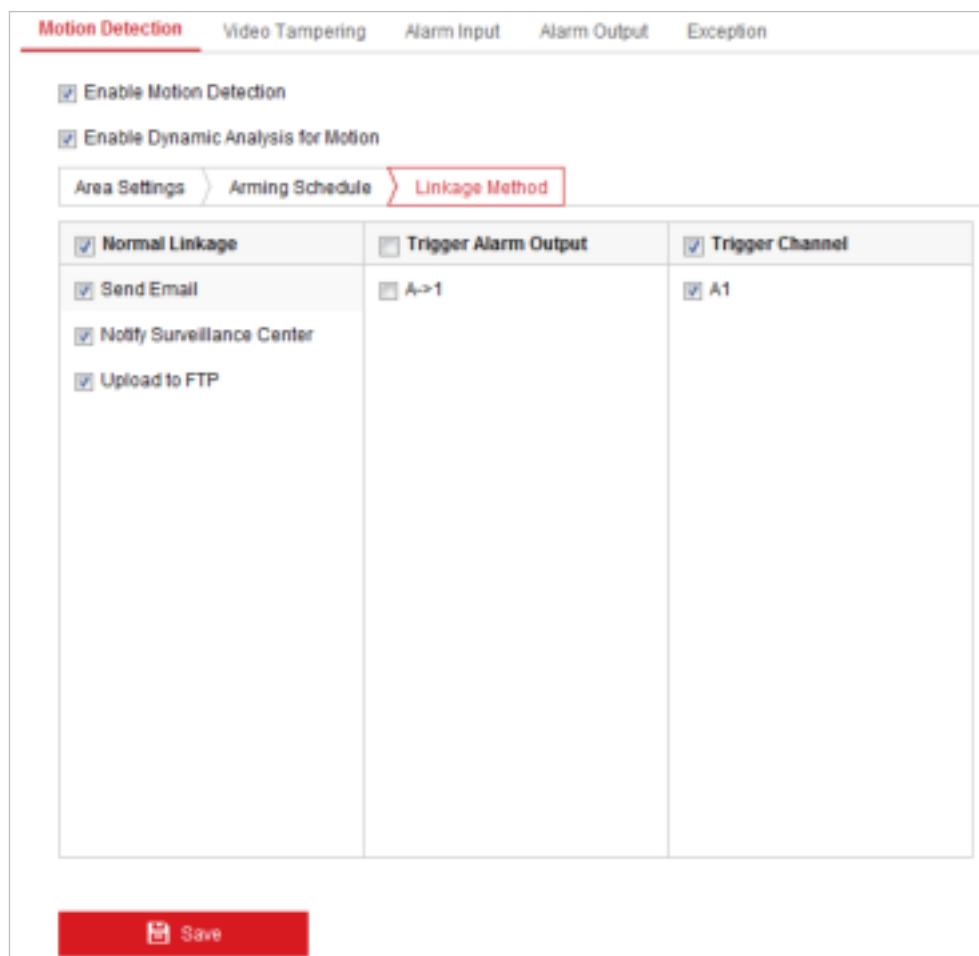 Motion Detection Video Tampering Alarm Input Alarm Output Exception
Enable Motion Detection
Enable Dynamic Analysis for Motion
Area Settings Arming Schedule Linkage Method
Normal Linkage Trigger Alarm Output Trigger Channel
Send Email A->1 A1
Notify Surveillance Center
Upload to FTP
Save